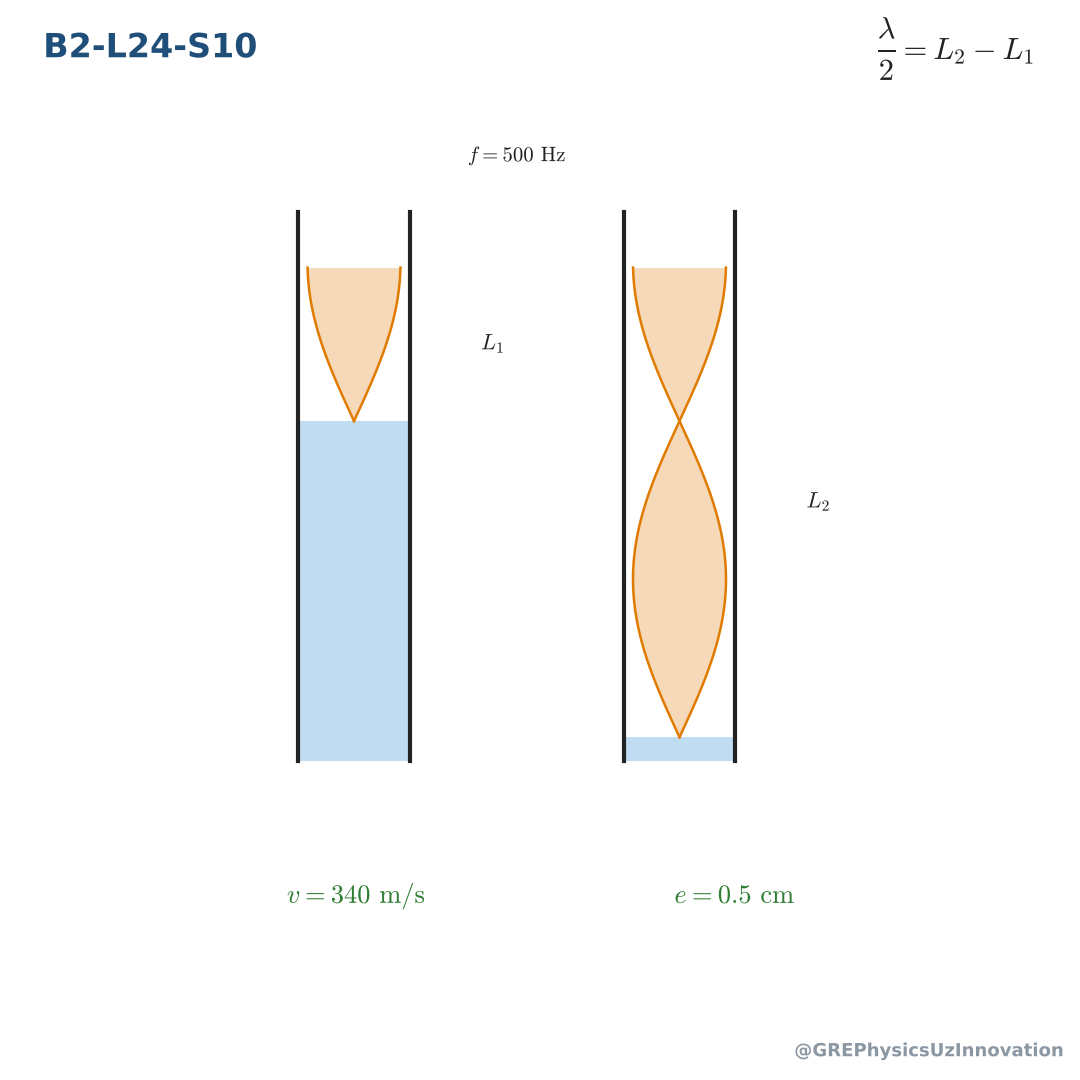 B2-L24-S10
λ/2 = L₂ − L₁
f = 500 Hz
L₁
L₂
v = 340 m/s
e = 0.5 cm
@GREPhysicsUzInnovation